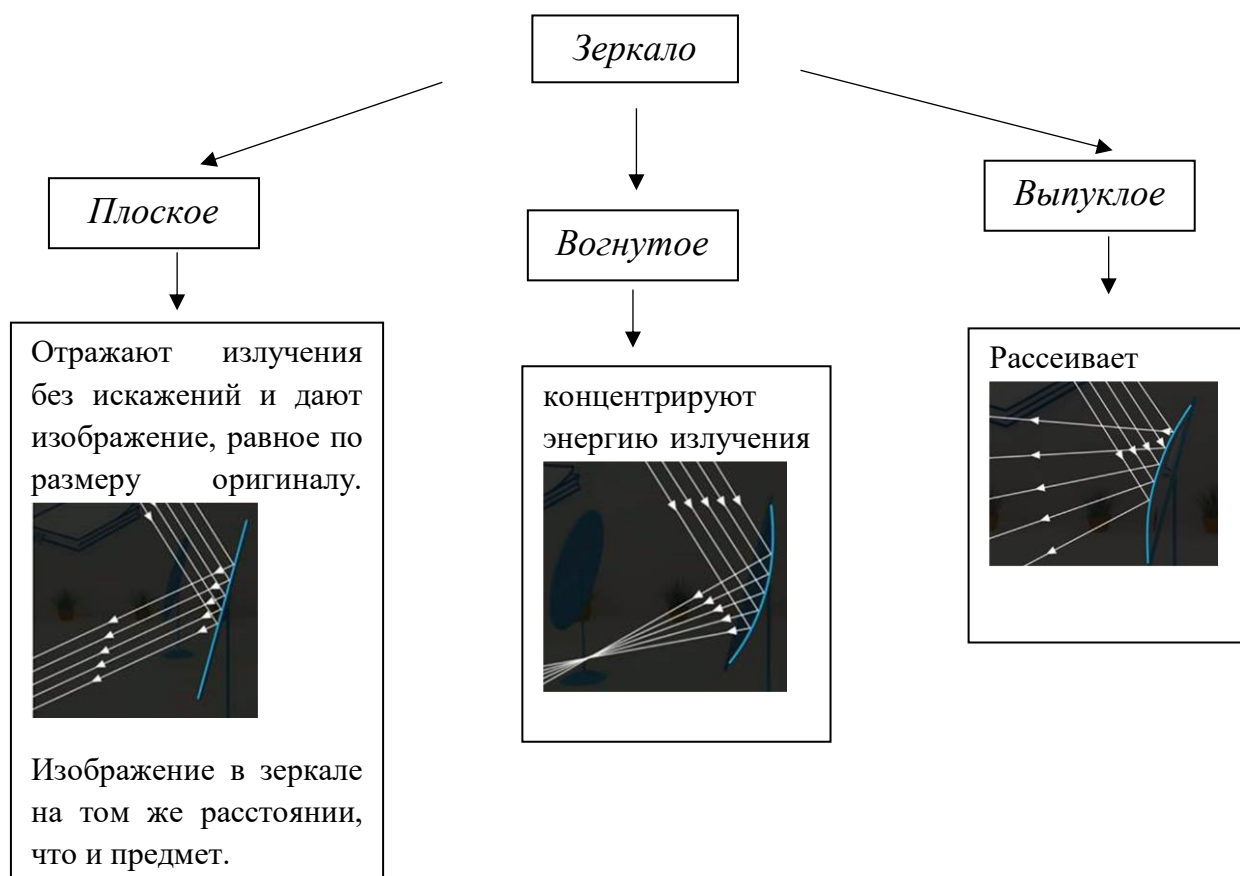 Зеркало
Плоское
Вогнутое
Выпуклое
Отражают излучения
без искажений и дают
изображение, равное по
размеру оригиналу.
Изображение в зеркале
на том же расстоянии,
что и предмет.
концентрируют
энергию излучения
Рассеивает